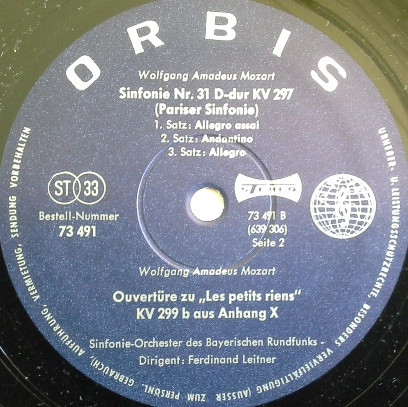 ORBIS
Wolfgang Amadeus Mozart
Sinfonie Nr. 31 D-dur KV 297
(Pariser Sinfonie)
1. Satz: Allegro assai
2. Satz: Andantino
3. Satz: Allegro
ST 33
Bestell-Nummer
73 491
STEREO
73 491 B
(639 306)
Seite 2
Wolfgang Amadeus Mozart
Ouvertüre zu „Les petits riens"
KV 299 b aus Anhang X
Sinfonie-Orchester des Bayerischen Rundfunks -
Dirigent: Ferdinand Leitner
URHEBER- U. LEISTUNGSSCHUTZRECHTE, BESONDERS VERVIELFÄLTIGUNG (AUSSER ZUM PERSÖNL. GEBRAUCH), AUFFÜHRUNG, VERMIETUNG, SENDUNG VORBEHALTEN